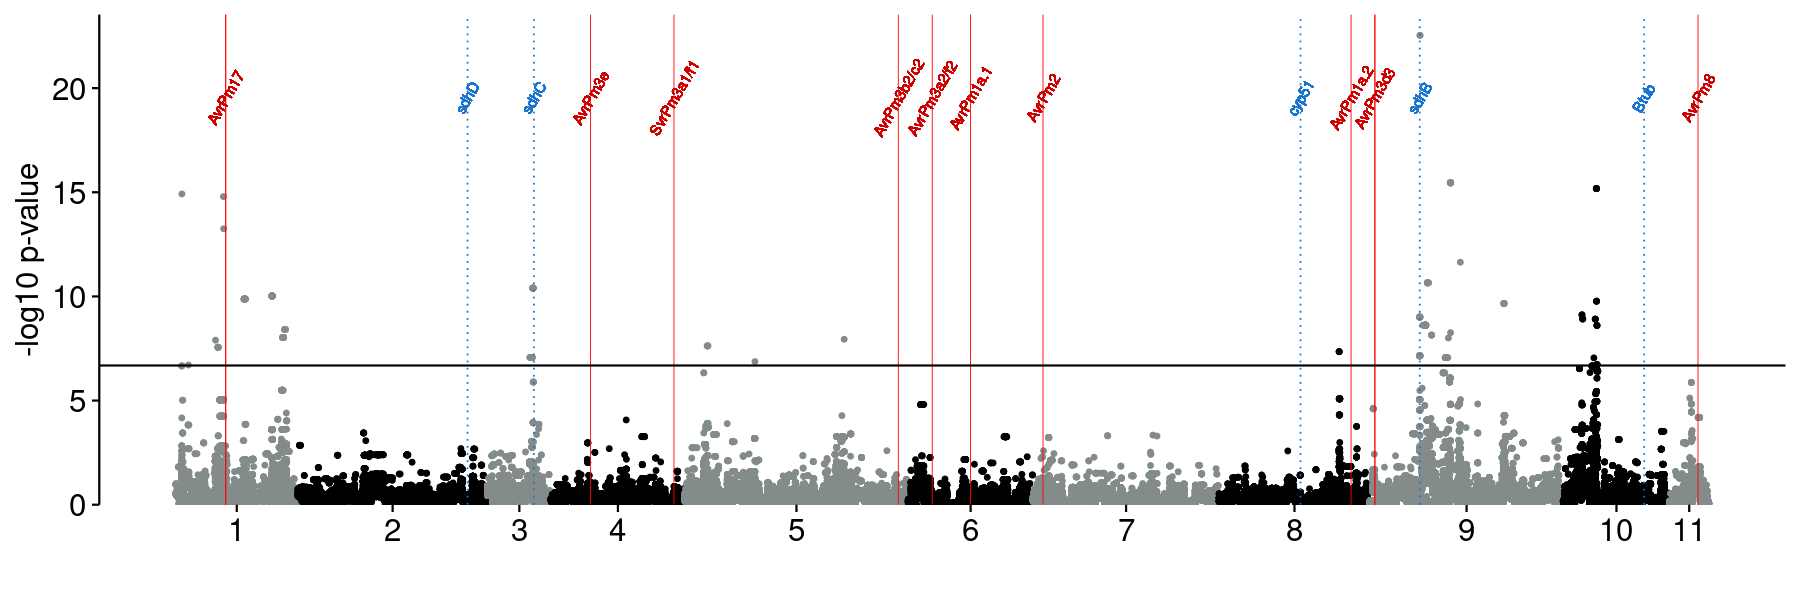 -log10 p-value
20
15
10
5
0
AvrPm17
sdhD
sdhC
AvrPm3e
SvrPm3a1/f1
AvrPm3b2/c2
AvrPm3a2/f2
AvrPm1a.1
AvrPm2
cyp51
AvrPm1a.2
AvrPm3d3
sdhB
Btub
AvrPm8
1 2 3 4 5 6 7 8 9 10 11